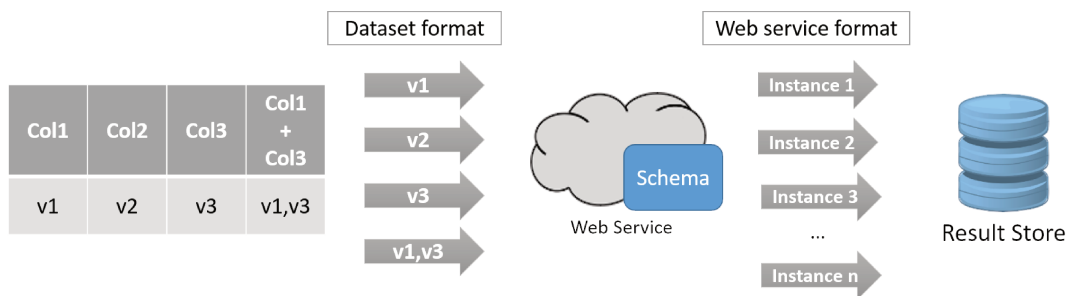 Dataset format
Web service format
Col1
Col2
Col3
Col1
+
Col3
v1
v2
v3
v1,v3
v1
v2
v3
v1,v3
Schema
Web Service
Instance 1
Instance 2
Instance 3
...
Instance n
Result Store